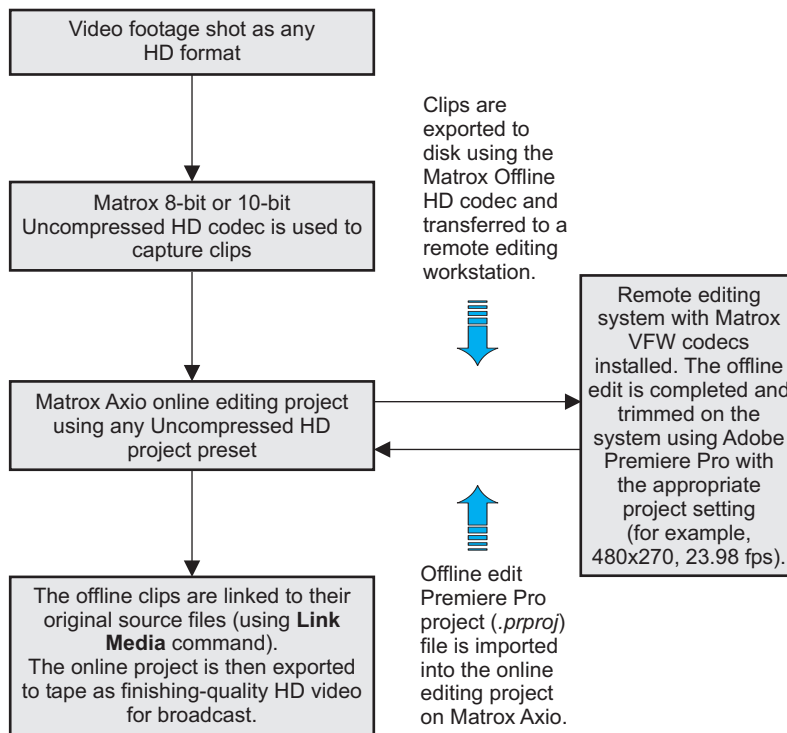 Video footage shot as any
HD format
Matrox 8-bit or 10-bit
Uncompressed HD codec is used to
capture clips
Clips are
exported to
disk using the
Matrox Offline
HD codec and
transferred to a
remote editing
workstation.
Matrox Axio online editing project
using any Uncompressed HD
project preset
Remote editing
system with Matrox
VFW codecs
installed. The offline
edit is completed and
trimmed on the
system using Adobe
Premiere Pro with
the appropriate
project setting
(for example,
480x270, 23.98 fps).
Offline edit
Premiere Pro
project (.prproj)
file is imported
into the online
editing project
on Matrox Axio.
The offline clips are linked to their
original source files (using Link
Media command).
The online project is then exported
to tape as finishing-quality HD video
for broadcast.